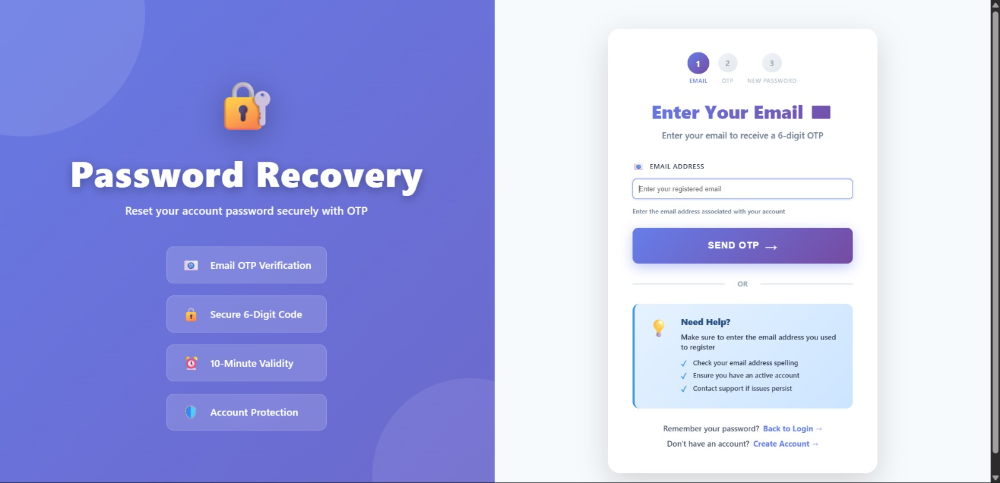 Password Recovery
Reset your account password securely with OTP
Email OTP Verification
Secure 6-Digit Code
10-Minute Validity
Account Protection
1
2
3
EMAIL
OTP
NEW PASSWORD
Enter Your Email
Enter your email to receive a 6-digit OTP
EMAIL ADDRESS
Enter your registered email
Enter the email address associated with your account
SEND OTP →
OR
Need Help?
Make sure to enter the email address you used
to register
✓ Check your email address spelling
✓ Ensure you have an active account
✓ Contact support if issues persist
Remember your password? Back to Login →
Don't have an account? Create Account →